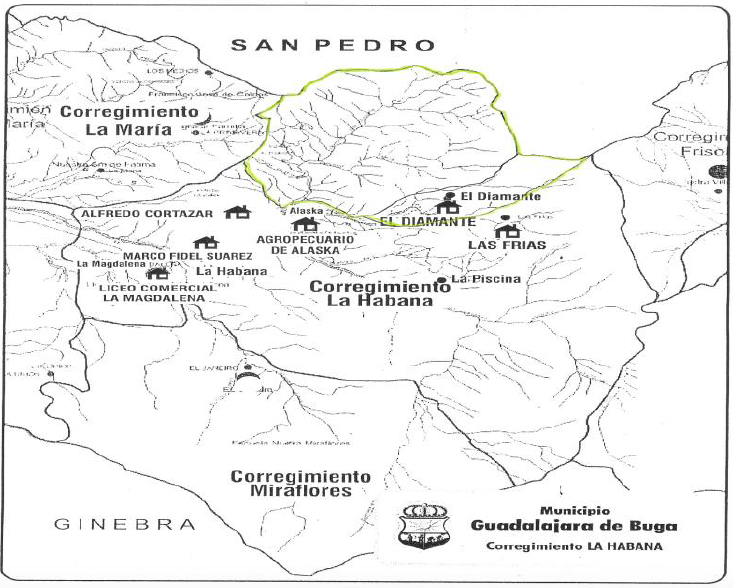 SAN PEDRO
Corregimiento
La María
El Diamante
ALFREDO CORTAZAR
Alaska
EL DIAMANTE
AGROPECUARIO
DE ALASKA
LAS FRIAS
MARCO FIDEL SUAREZ
La Magdalena
La Habana
LICEO COMERCIAL
LA MAGDALENA
La Piscina
Corregimiento
La Habana
Corregimiento
Miraflores
GINEBRA
Municipio
Guadalajara de Buga
Corregimiento LA HABANA